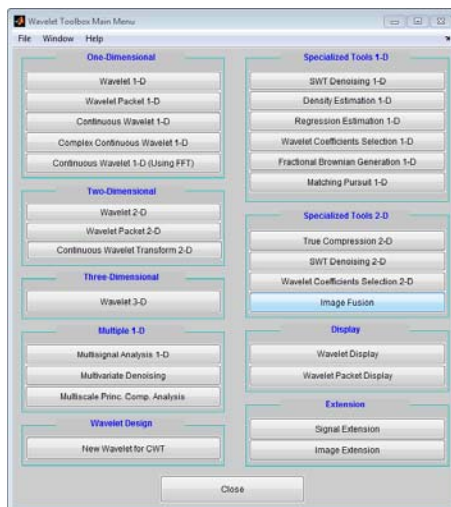 Wavelet Toolbox Main Menu
File Window Help
One-Dimensional
Wavelet 1-D
Wavelet Packet 1-D
Continuous Wavelet 1-D
Complex Continuous Wavelet 1-D
Continuous Wavelet 1-D (Using FFT)
Two-Dimensional
Wavelet 2-D
Wavelet Packet 2-D
Continuous Wavelet Transform 2-D
Three-Dimensional
Wavelet 3-D
Multiple 1-D
Multisignal Analysis 1-D
Multivariate Denoising
Multiscale Princ. Comp. Analysis
Wavelet Design
New Wavelet for CWT
Specialized Tools 1-D
SWT Denoising 1-D
Density Estimation 1-D
Regression Estimation 1-D
Wavelet Coefficients Selection 1-D
Fractional Brownian Generation 1-D
Matching Pursuit 1-D
Specialized Tools 2-D
True Compression 2-D
SWT Denoising 2-D
Wavelet Coefficients Selection 2-D
Image Fusion
Display
Wavelet Display
Wavelet Packet Display
Extension
Signal Extension
Image Extension
Close